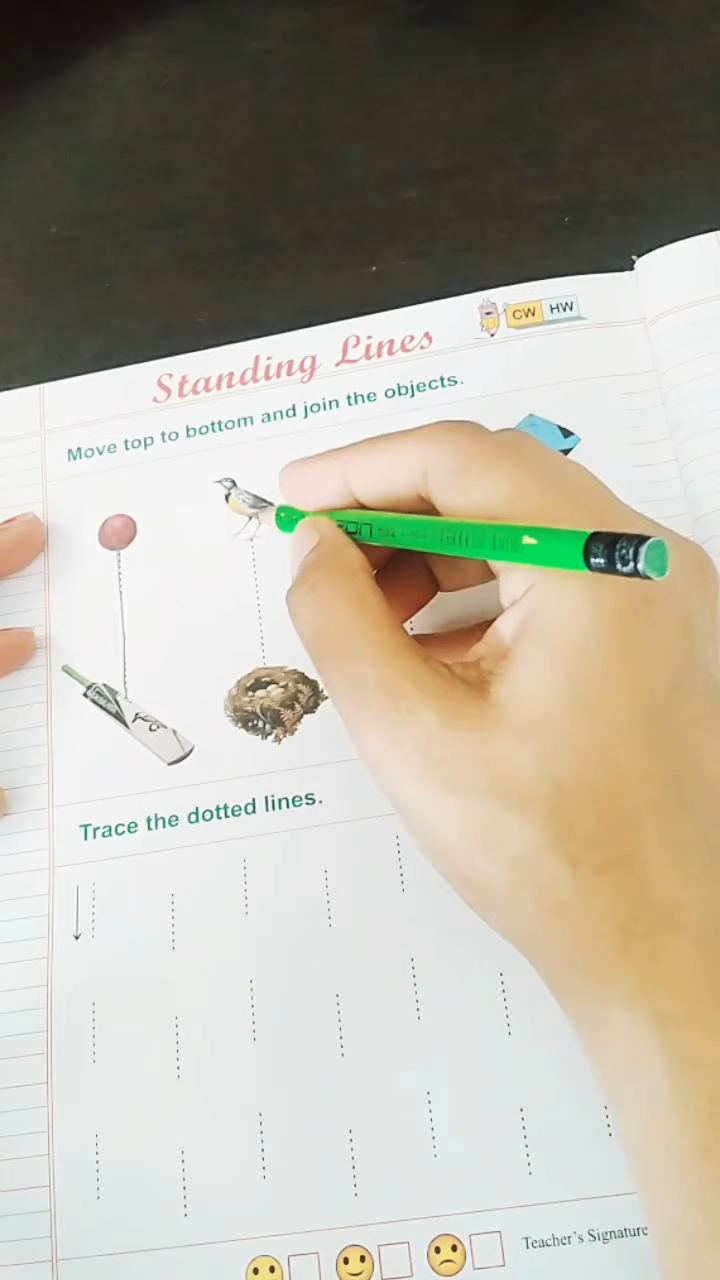 CW HW
Standing Lines
Move top to bottom and join the objects.
Trace the dotted lines.
Teacher's Signature